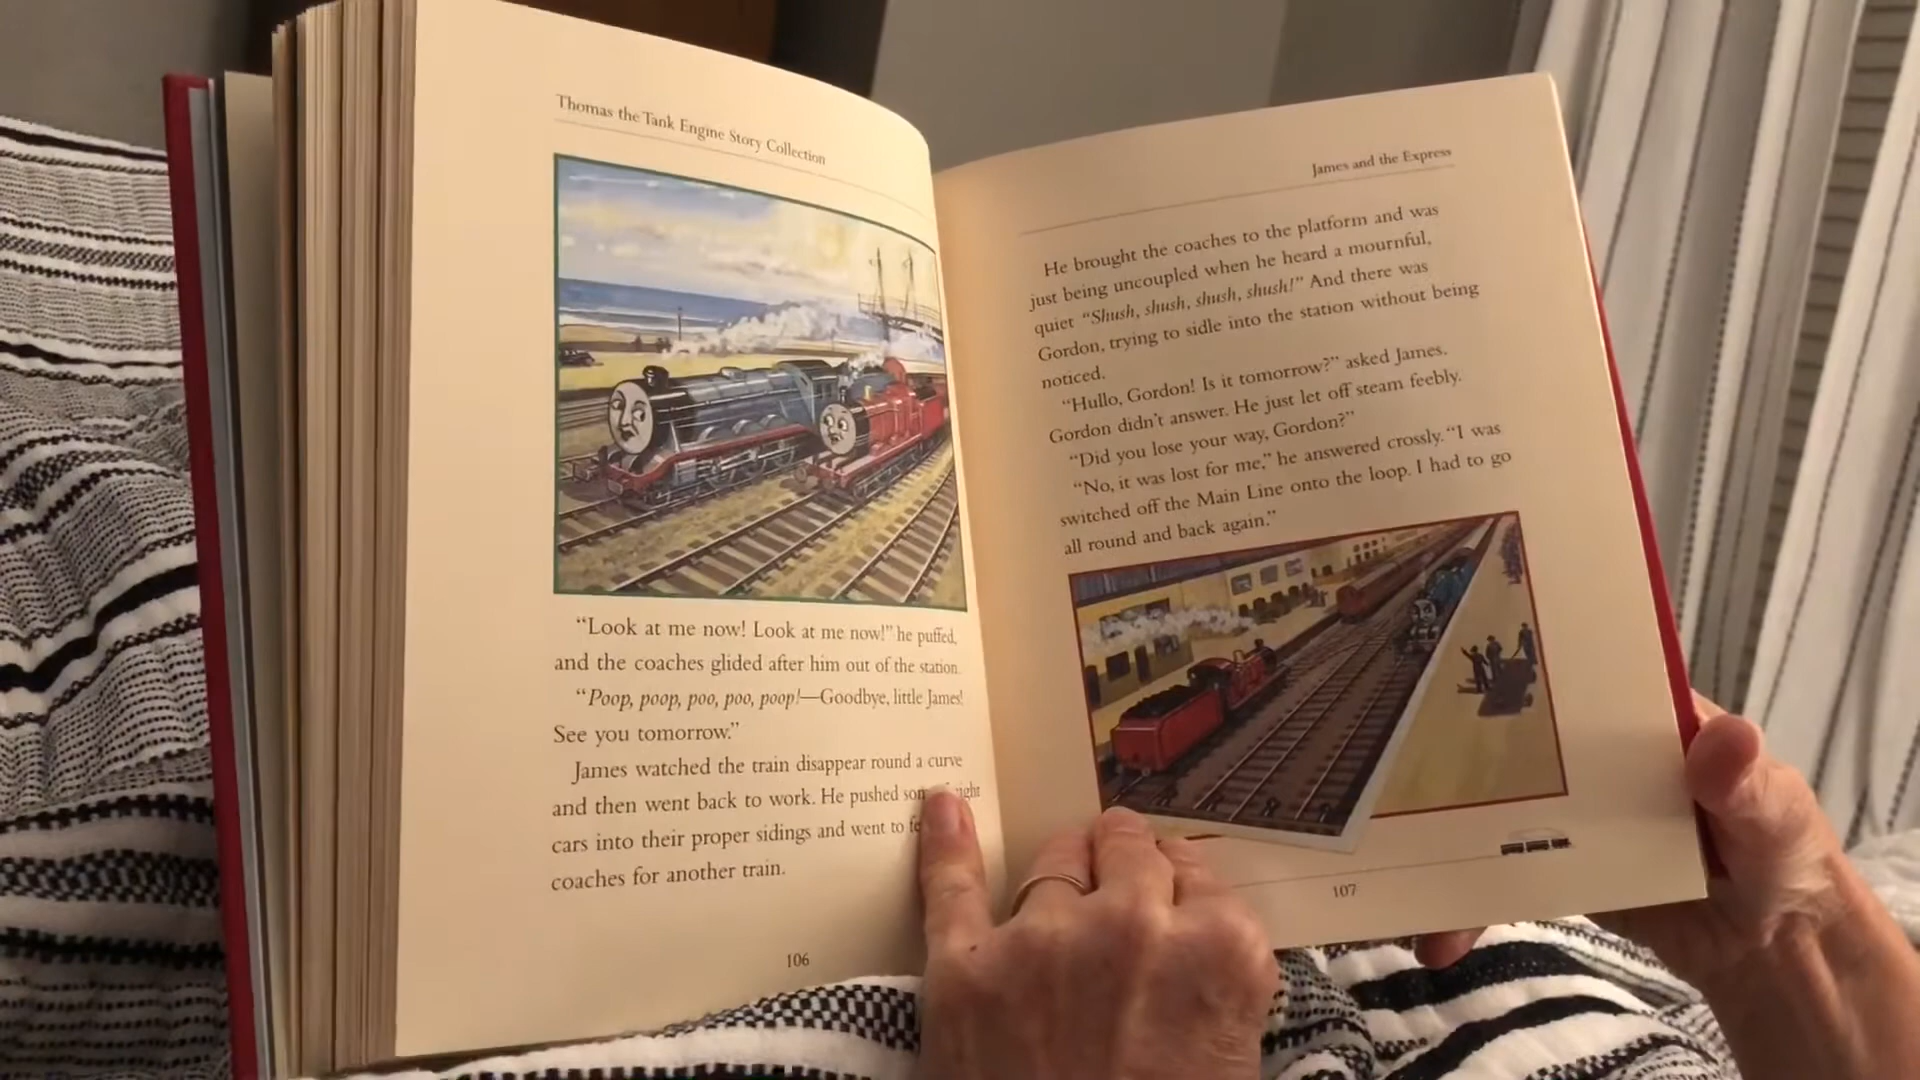 Thomas the Tank Engine Story Collection
“Look at me now! Look at me now!” he puffed,
and the coaches glided after him out of the station.
“Poop, poop, poo, poo, poop!—Goodbye, little James!
See you tomorrow.”
James watched the train disappear round a curve
and then went back to work. He pushed
cars into their proper sidings and went to
coaches for another train.
106
James and the Express
He brought the coaches to the platform and was
just being uncoupled when he heard a mournful,
quiet “Shush, shush, shush, shush!” And there was
Gordon, trying to sidle into the station without being
noticed.
“Hullo, Gordon! Is it tomorrow?” asked James.
Gordon didn’t answer. He just let off steam feebly.
“Did you lose your way, Gordon?”
“No, it was lost for me,” he answered crossly. “I was
switched off the Main Line onto the loop. I had to go
all round and back again.”
107